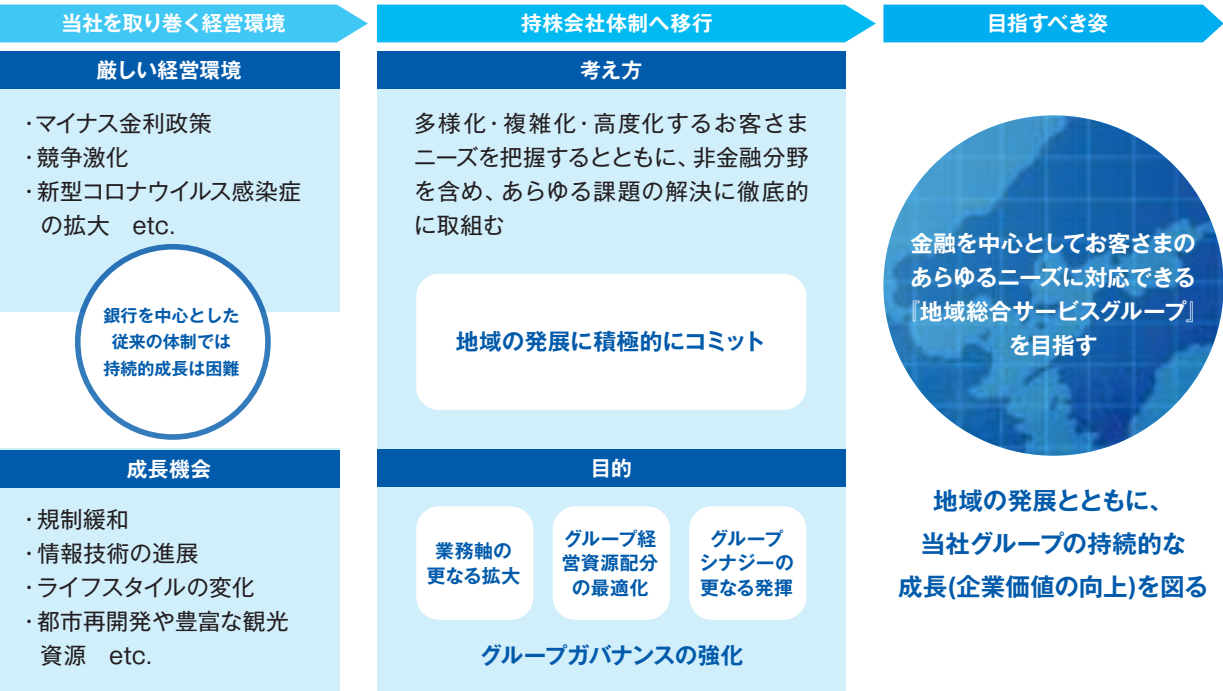 当社を取り巻く経営環境
厳しい経営環境
・マイナス金利政策
・競争激化
・新型コロナウイルス感染症
の拡大　etc.
銀行を中心とした
従来の体制では
持続的成長は困難
成長機会
・規制緩和
・情報技術の進展
・ライフスタイルの変化
・都市再開発や豊富な観光
資源　etc.
持株会社体制へ移行
考え方
多様化・複雑化・高度化するお客さま
ニーズを把握するとともに、非金融分野
を含め、あらゆる課題の解決に徹底的
に取組む
地域の発展に積極的にコミット
目的
業務軸の
更なる拡大
グループ経
営資源配分
の最適化
グループ
シナジーの
更なる発揮
グループガバナンスの強化
目指すべき姿
金融を中心としてお客さまの
あらゆるニーズに対応できる
『地域総合サービスグループ』
を目指す
地域の発展とともに、
当社グループの持続的な
成長(企業価値の向上)を図る